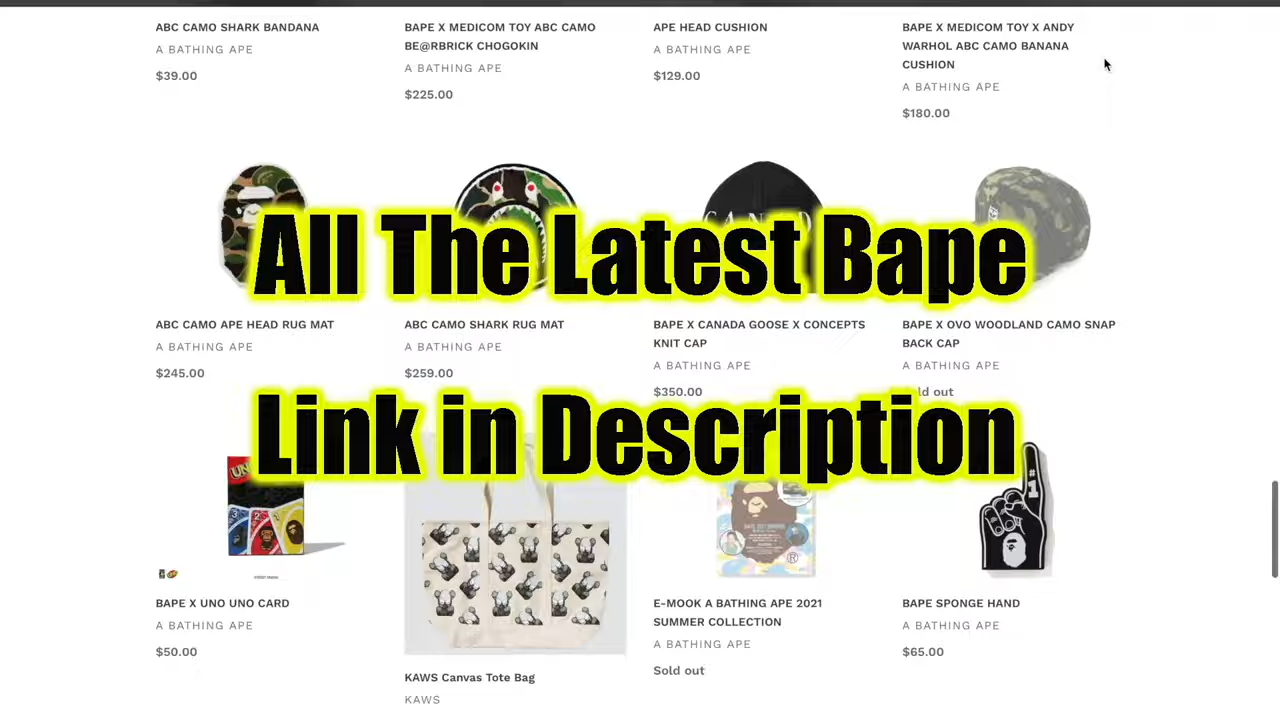 ABC CAMO SHARK BANDANA
A BATHING APE
$39.00
BAPE X MEDICOM TOY ABC CAMO
BE@RBRICK CHOGOKIN
A BATHING APE
$225.00
APE HEAD CUSHION
A BATHING APE
$129.00
BAPE X MEDICOM TOY X ANDY
WARHOL ABC CAMO BANANA
CUSHION
A BATHING APE
$180.00
All The Latest Bape
ABC CAMO APE HEAD RUG MAT
A BATHING APE
$245.00
ABC CAMO SHARK RUG MAT
A BATHING APE
$259.00
BAPE X CANADA GOOSE X CONCEPTS
KNIT CAP
A BATHING APE
$350.00
BAPE X OVO WOODLAND CAMO SNAP
BACK CAP
A BATHING APE
Sold out
Link in Description
#1
BAPE X UNO UNO CARD
A BATHING APE
$50.00
KAWS Canvas Tote Bag
KAWS
E-MOOK A BATHING APE 2021
SUMMER COLLECTION
A BATHING APE
Sold out
BAPE SPONGE HAND
A BATHING APE
$65.00